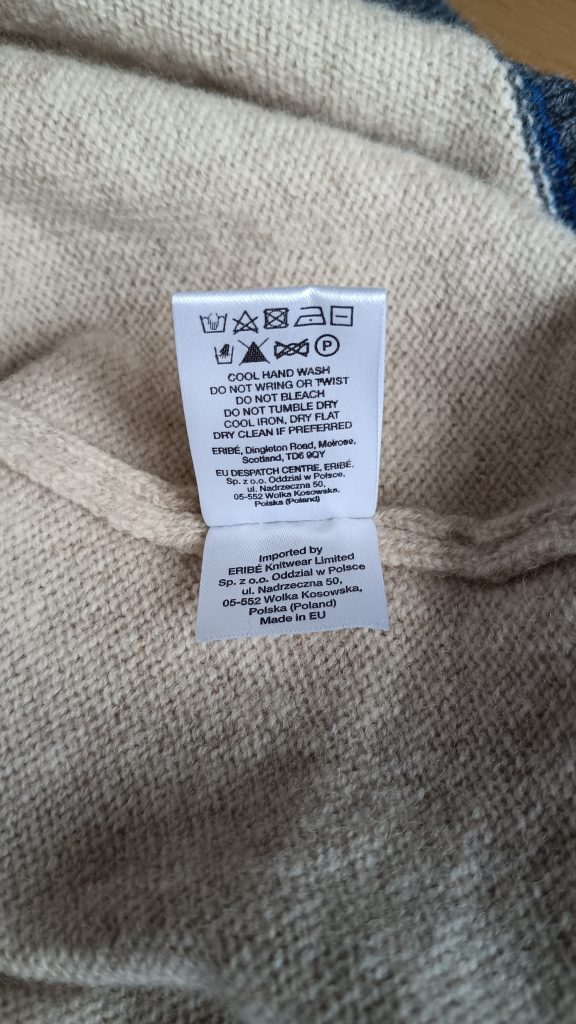 P
COOL HAND WASH
DO NOT WRING OR TWIST
DO NOT BLEACH
DO NOT TUMBLE DRY
COOL IRON, DRY FLAT
DRY CLEAN IF PREFERRED
ERIBÉ, Dingleton Road, Melrose,
Scotland, TD6 9QY
EU DESPATCH CENTRE, ERIBÉ,
Sp. z o.o. Oddzial w Polsce,
ul. Nadrzeczna 50,
05-552 Wolka Kosowska,
Polska (Poland)
Imported by
ERIBÉ Knitwear Limited
Sp. z o.o. Oddzial w Polsce
ul. Nadrzeczna 50,
05-552 Wolka Kosowska,
Polska (Poland)
Made in EU